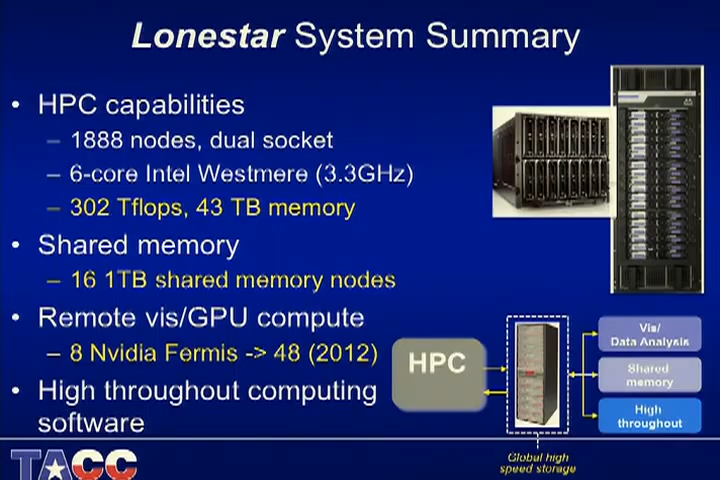 Lonestar System Summary
• HPC capabilities
– 1888 nodes, dual socket
– 6-core Intel Westmere (3.3GHz)
– 302 Tflops, 43 TB memory
• Shared memory
– 16 1TB shared memory nodes
• Remote vis/GPU compute
– 8 Nvidia Fermis -> 48 (2012)
• High throughput computing
software
HPC
Vis/
Data Analysis
Shared
memory
High
throughput
Global high
speed storage
TACC